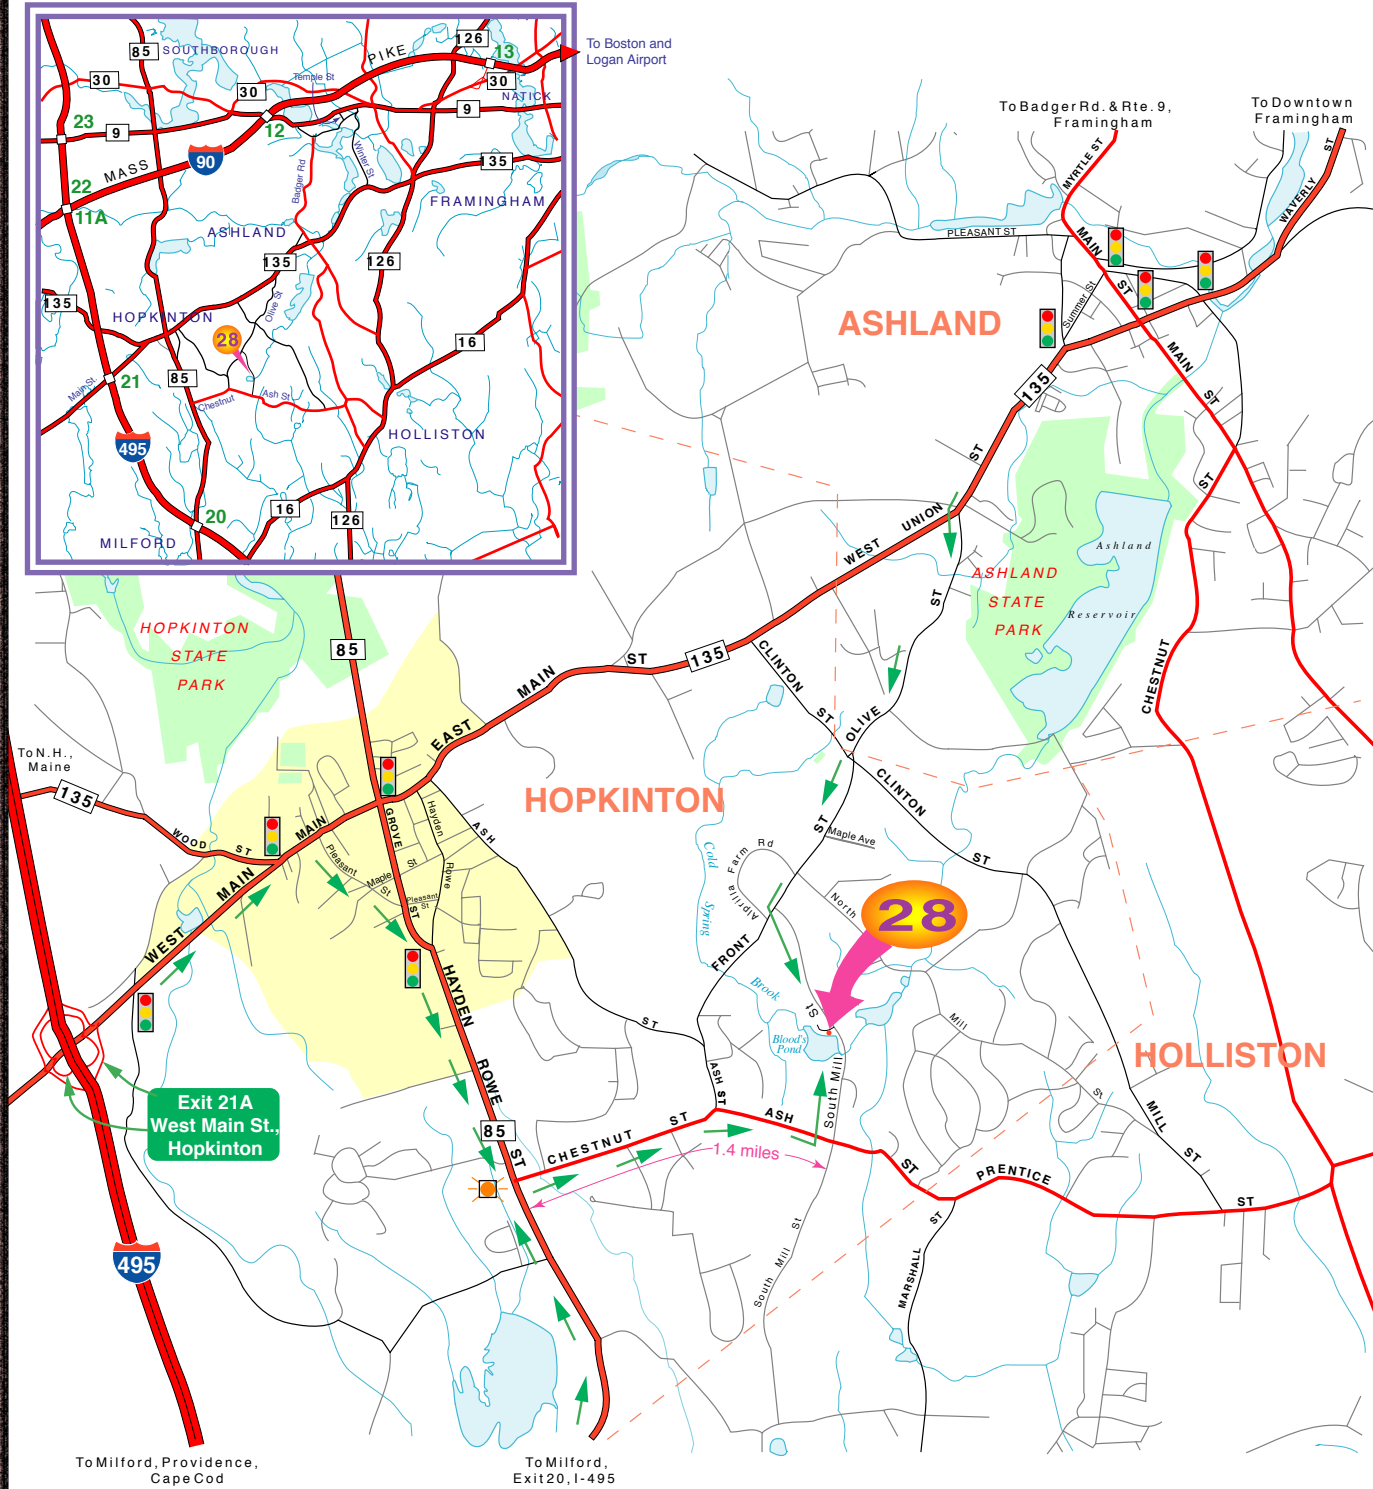 85
SOUTHBOROUGH
126
13
PIKE
To Boston and
Logan Airport
30
Temple St
30
30
NATICK
23
9
12
9
MASS
90
Winter St
135
22
11A
Badger Rd
FRAMINGHAM
ASHLAND
135
126
135
HOPKINTON
Olive St
28
16
Main St.
21
85
Chestnut
Ash St
HOLLISTON
495
20
16
126
MILFORD
To Badger Rd. & Rte. 9,
Framingham
To Downtown
Framingham
MYRTLE ST
WAVERLY
ST
PLEASANT ST
MAIN
ST
Summer St
ASHLAND
MAIN
ST
135
ST
ST
UNION
WEST
Ashland
Reservoir
ASHLAND
STATE
PARK
ST
CHESTNUT
HOPKINTON
STATE
PARK
85
135
ST
MAIN
EAST
CLINTON
ST
OLIVE
To N.H.,
Maine
135
HOPKINTON
CLINTON
ST
WOOD
ST
MAIN
GROVE
ST
Hayden
Rowe
ASH
Pleasant
St
Maple
St
Pleasant
St
ST
Maple Ave
Cold
Spring
Brook
Alprilla
Farm
Rd
North
28
MAIN
WEST
FRONT
HAYDEN
ST
St
Blood's
Pond
Mill
St
HOLLISTON
Exit 21A
West Main St.,
Hopkinton
ROWE
85
ST
ASH ST
South Mill
CHESTNUT
ST
ASH
1.4 miles
ST
PRENTICE
ST
MILL
ST
South Mill St
MARSHALL
ST
495
To Milford, Providence,
Cape Cod
To Milford,
Exit 20, I-495